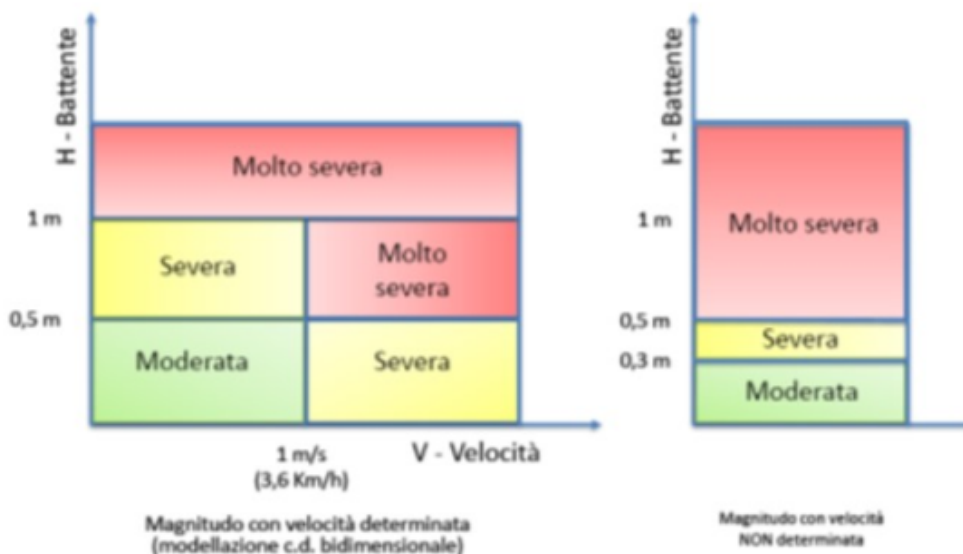 H - Battente
Molto severa
1 m
Severa
Molto
severa
0,5 m
Moderata
Severa
1 m/s
(3,6 Km/h)
V - Velocità
Magnitudo con velocità determinata
(modellazione c.d. bidimensionale)
H - Battente
1 m
Molto severa
0,5 m
Severa
0,3 m
Moderata
Magnitudo con velocità
NON determinata